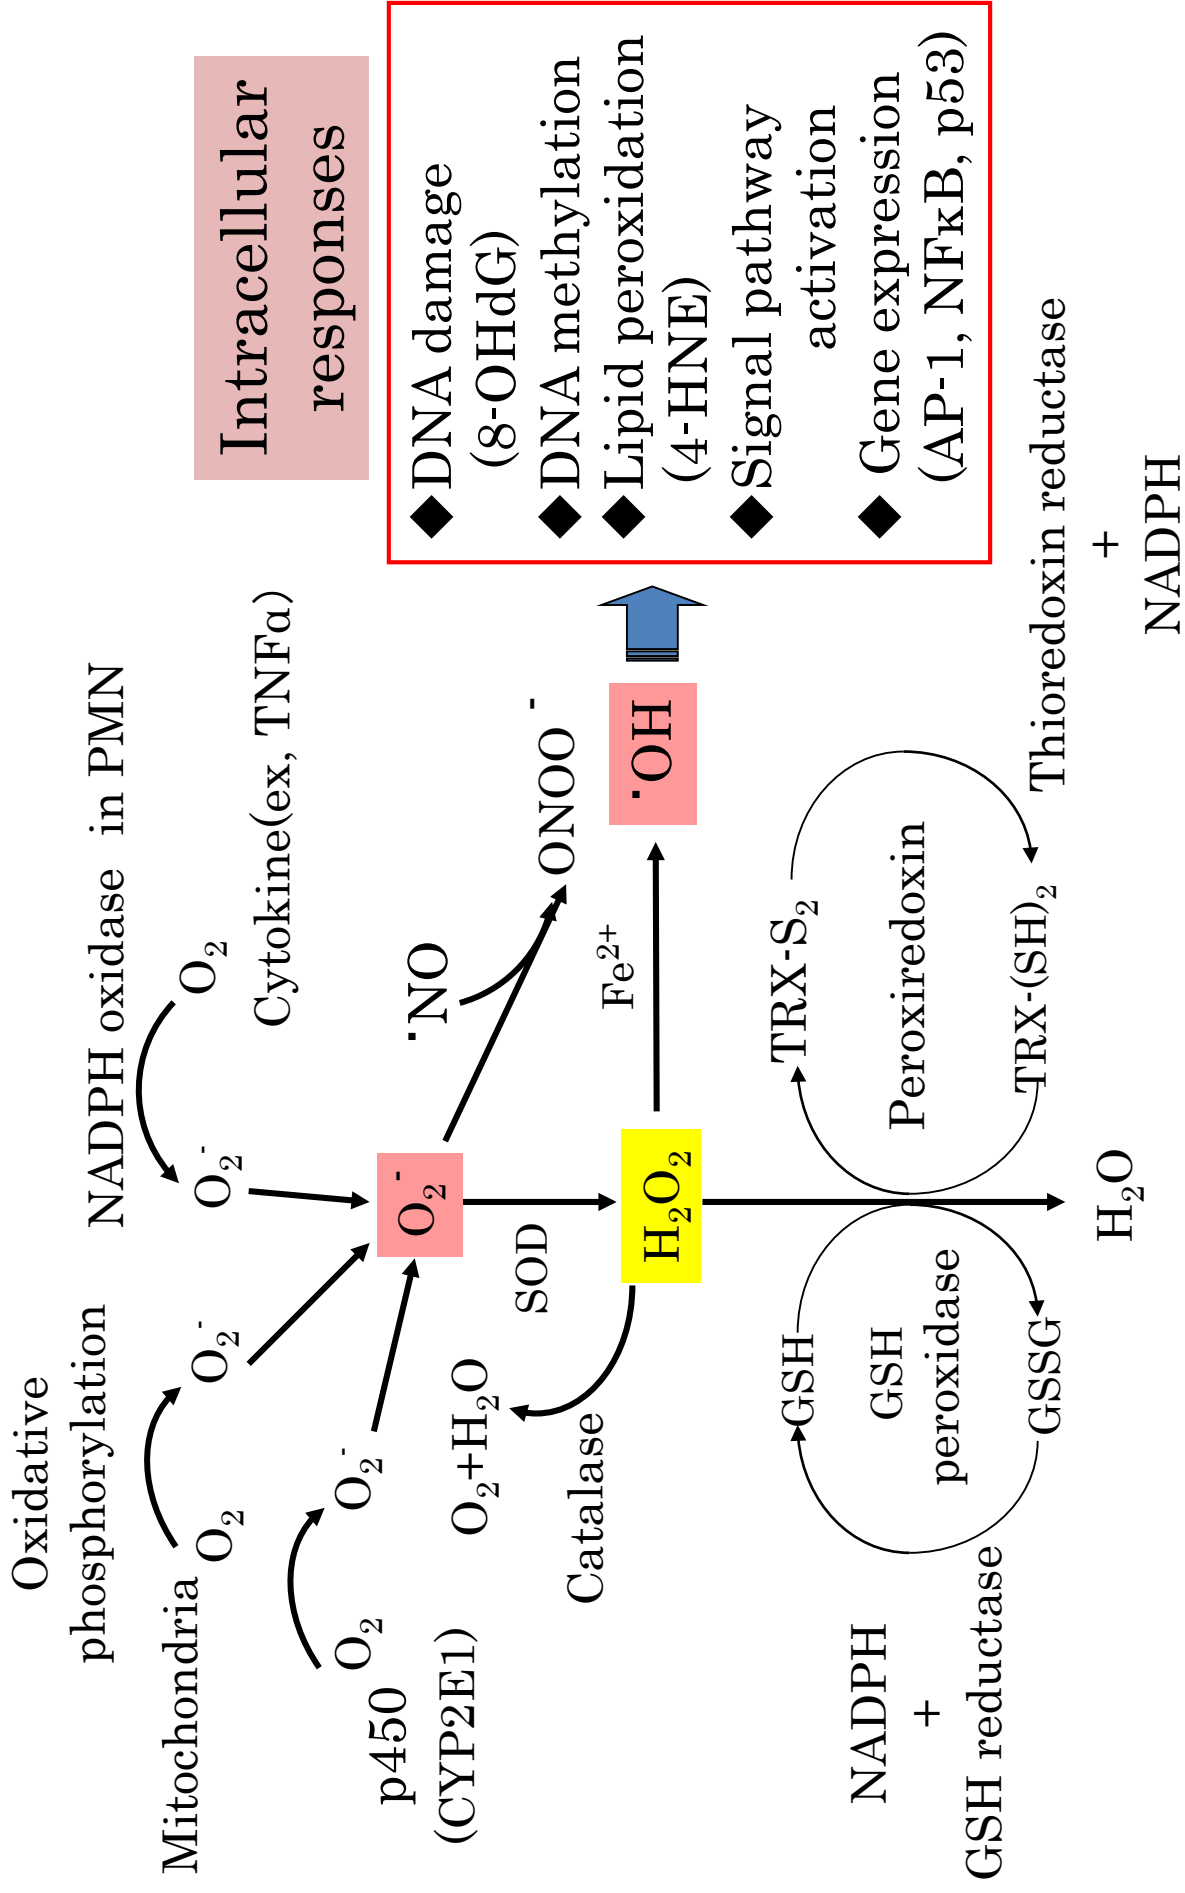 Oxidative
phosphorylation
Mitochondria
O₂
O₂⁻
NADPH oxidase in PMN
O₂
O₂⁻
Cytokine(ex, TNFα)
p450
(CYP2E1)
O₂
O₂⁻
O₂⁻
·NO
ONOO⁻
SOD
O₂+H₂O
Catalase
H₂O₂
Fe²⁺
·OH
Intracellular
responses
◆DNA damage
(8-OHdG)
◆DNA methylation
◆Lipid peroxidation
(4-HNE)
◆Signal pathway
activation
◆Gene expression
(AP-1, NFκB, p53)
NADPH
+
GSH reductase
GSH
GSH
peroxidase
GSSG
TRX-S₂
Peroxiredoxin
TRX-(SH)₂
Thioredoxin reductase
+
NADPH
H₂O